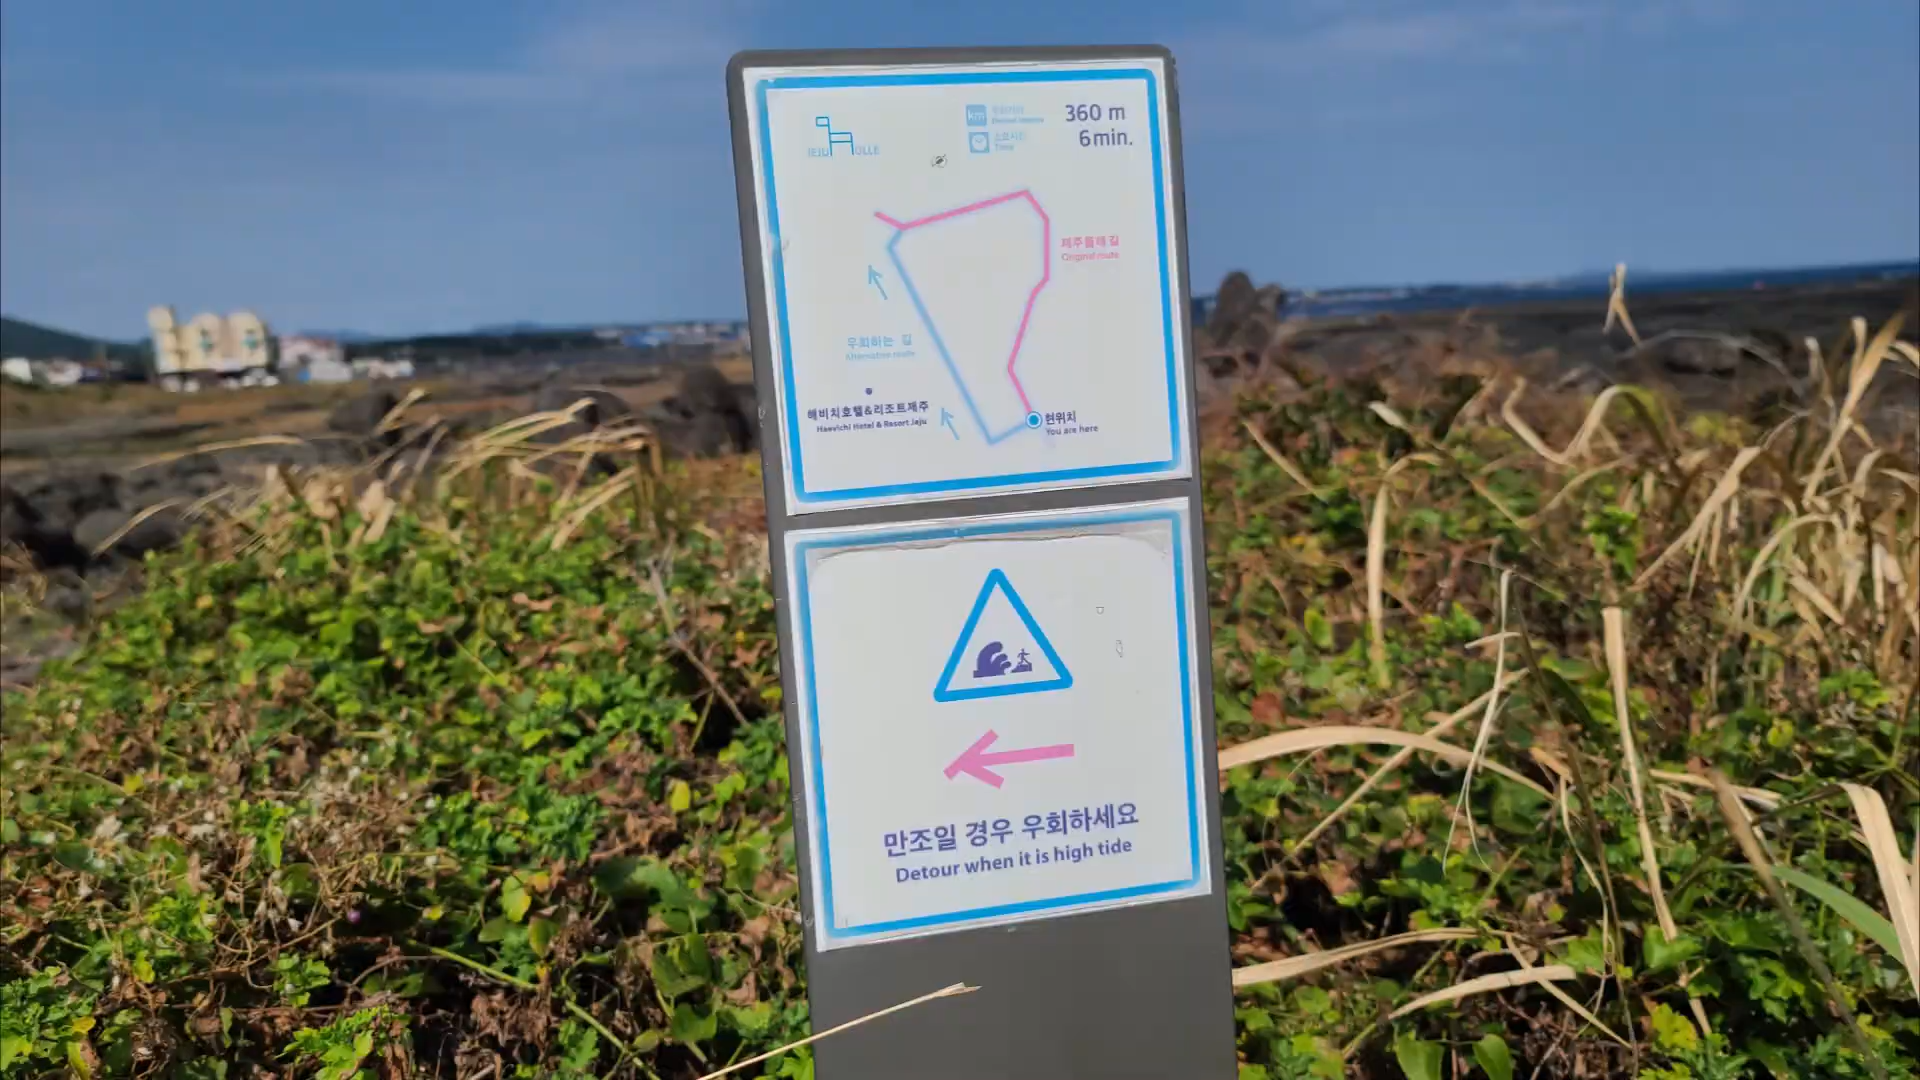 JEJU OLLE
km
360 m
Time
6min.
제주올레 길
Original route
우회하는 길
Alternative route
해비치호텔&리조트제주
Haevichi Hotel & Resort Jeju
현위치
You are here
만조일 경우 우회하세요
Detour when it is high tide